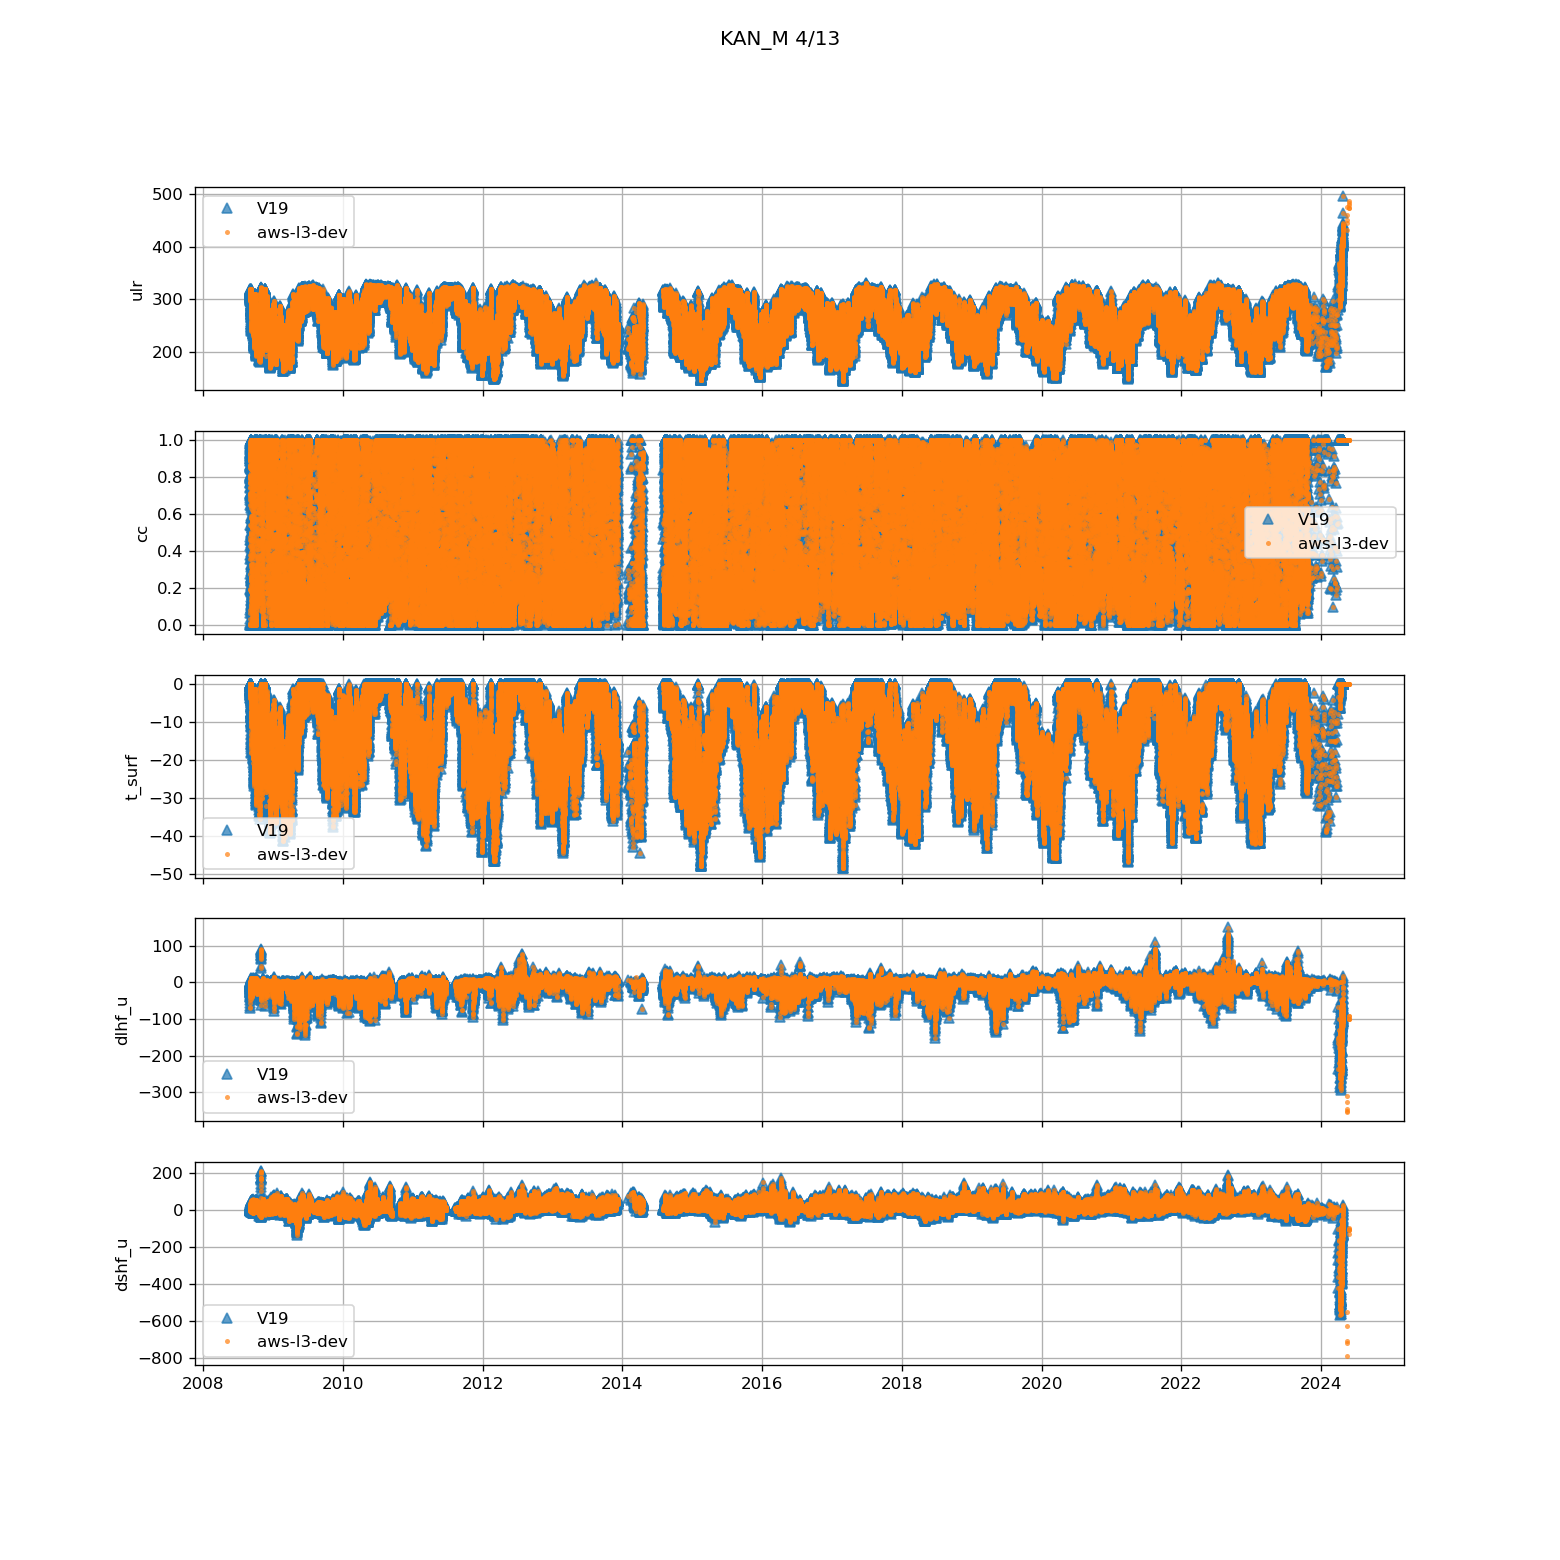 KAN_M 4/13
500
400
300
200
ulr
V19
aws-l3-dev
1.0
0.8
0.6
0.4
0.2
0.0
cc
V19
aws-l3-dev
0
−10
−20
−30
−40
−50
t_surf
V19
aws-l3-dev
100
0
−100
−200
−300
dlhf_u
V19
aws-l3-dev
200
0
−200
−400
−600
−800
dshf_u
V19
aws-l3-dev
2008 2010 2012 2014 2016 2018 2020 2022 2024